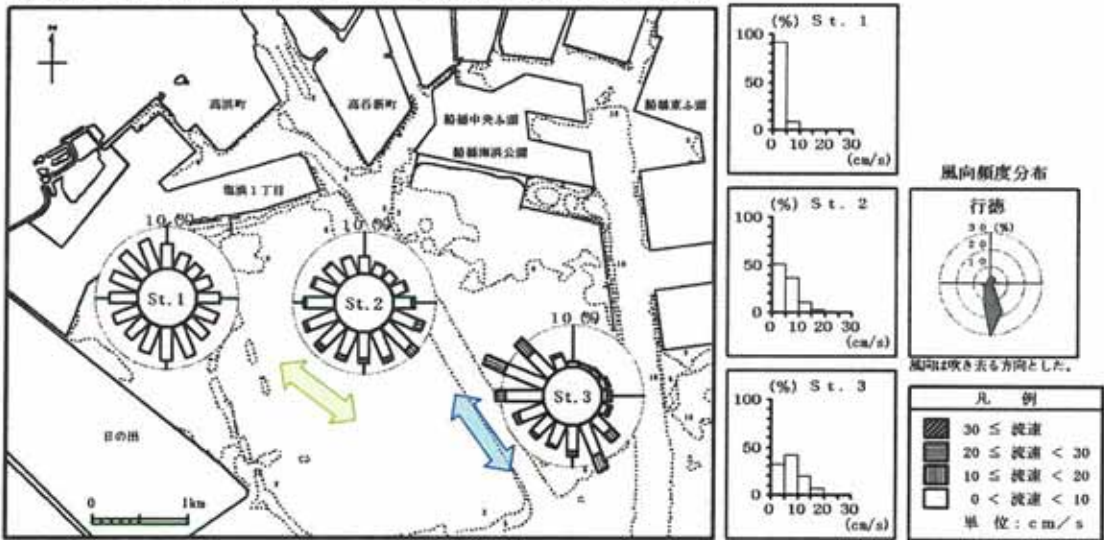 高浜町
高谷新町
船橋中央ふ頭
船橋東ふ頭
船橋海浜公園
塩浜1丁目
日の出
10(%)
St.1
10(%)
St.2
10(%)
St.3
0 1km
(%) St. 1
100
50
0
0 10 20 30
(cm/s)
(%) St. 2
100
50
0
0 10 20 30
(cm/s)
(%) St. 3
100
50
0
0 10 20 30
(cm/s)
風向頻度分布
行徳
30(%)
20
10
風向は吹き去る方向とした。
凡 例
30 ≦ 流速
20 ≦ 流速 < 30
10 ≦ 流速 < 20
0 < 流速 < 10
単 位 : cm/s